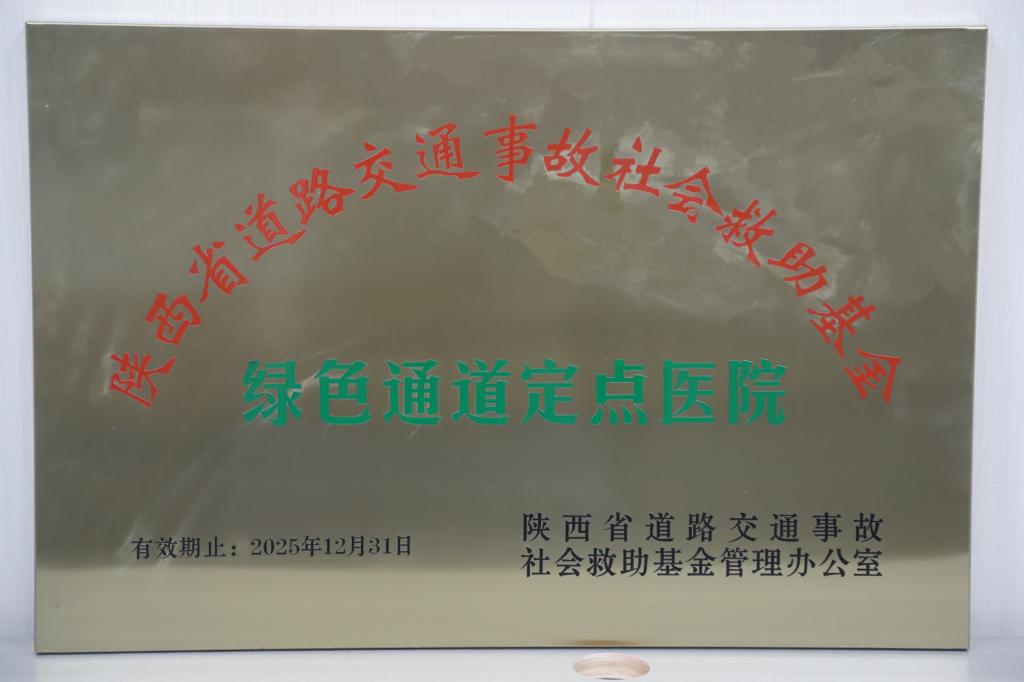 陕西省道路交通事故社会救助基金
绿色通道定点医院
有效期止：2025年12月31日
陕西省道路交通事故
社会救助基金管理办公室